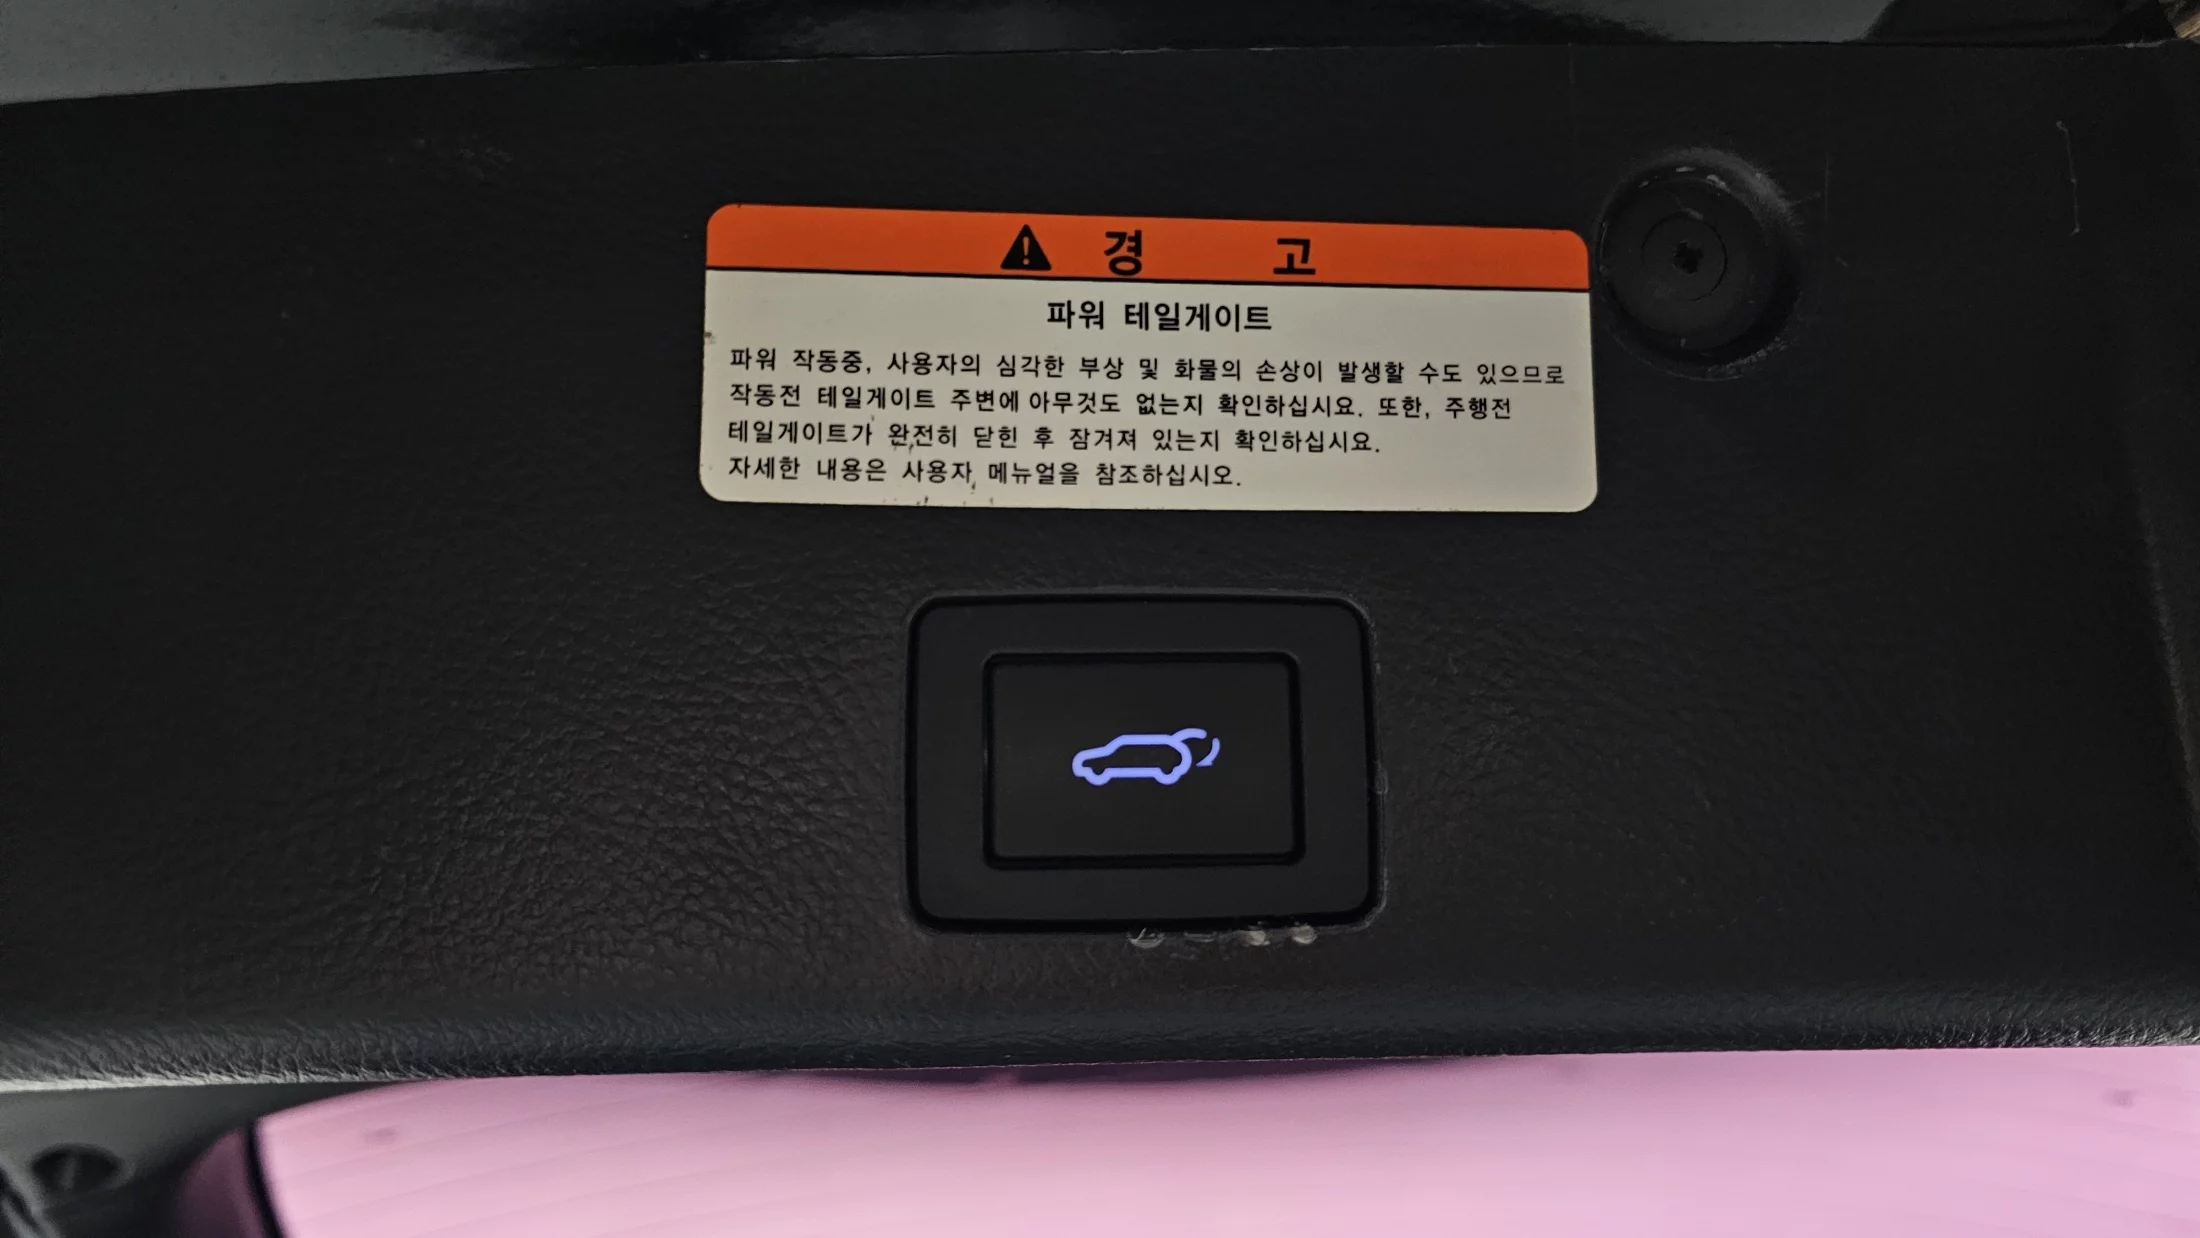 경 고
파워 테일게이트
파워 작동중, 사용자의 심각한 부상 및 화물의 손상이 발생할 수도 있으므로
작동전 테일게이트 주변에 아무것도 없는지 확인하십시요. 또한, 주행전
테일게이트가 완전히 닫힌 후 잠겨져 있는지 확인하십시요.
자세한 내용은 사용자 메뉴얼을 참조하십시오.